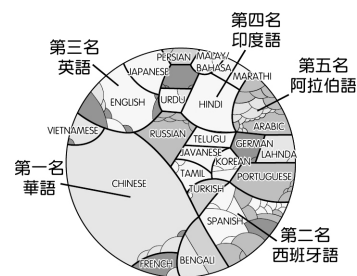 第四名
印度語
第三名
英語
第五名
阿拉伯語
PERSIAN
MALAY/
BAHASA
JAPANESE
MARATHI
URDU
HINDI
ENGLISH
ARABIC
VIETNAMESE
RUSSIAN
TELUGU
GERMAN
JAVANESE
LAHNDA
KOREAN
第一名
華語
TAMIL
PORTUGUESE
CHINESE
TURKISH
SPANISH
第二名
西班牙語
FRENCH
BENGALI